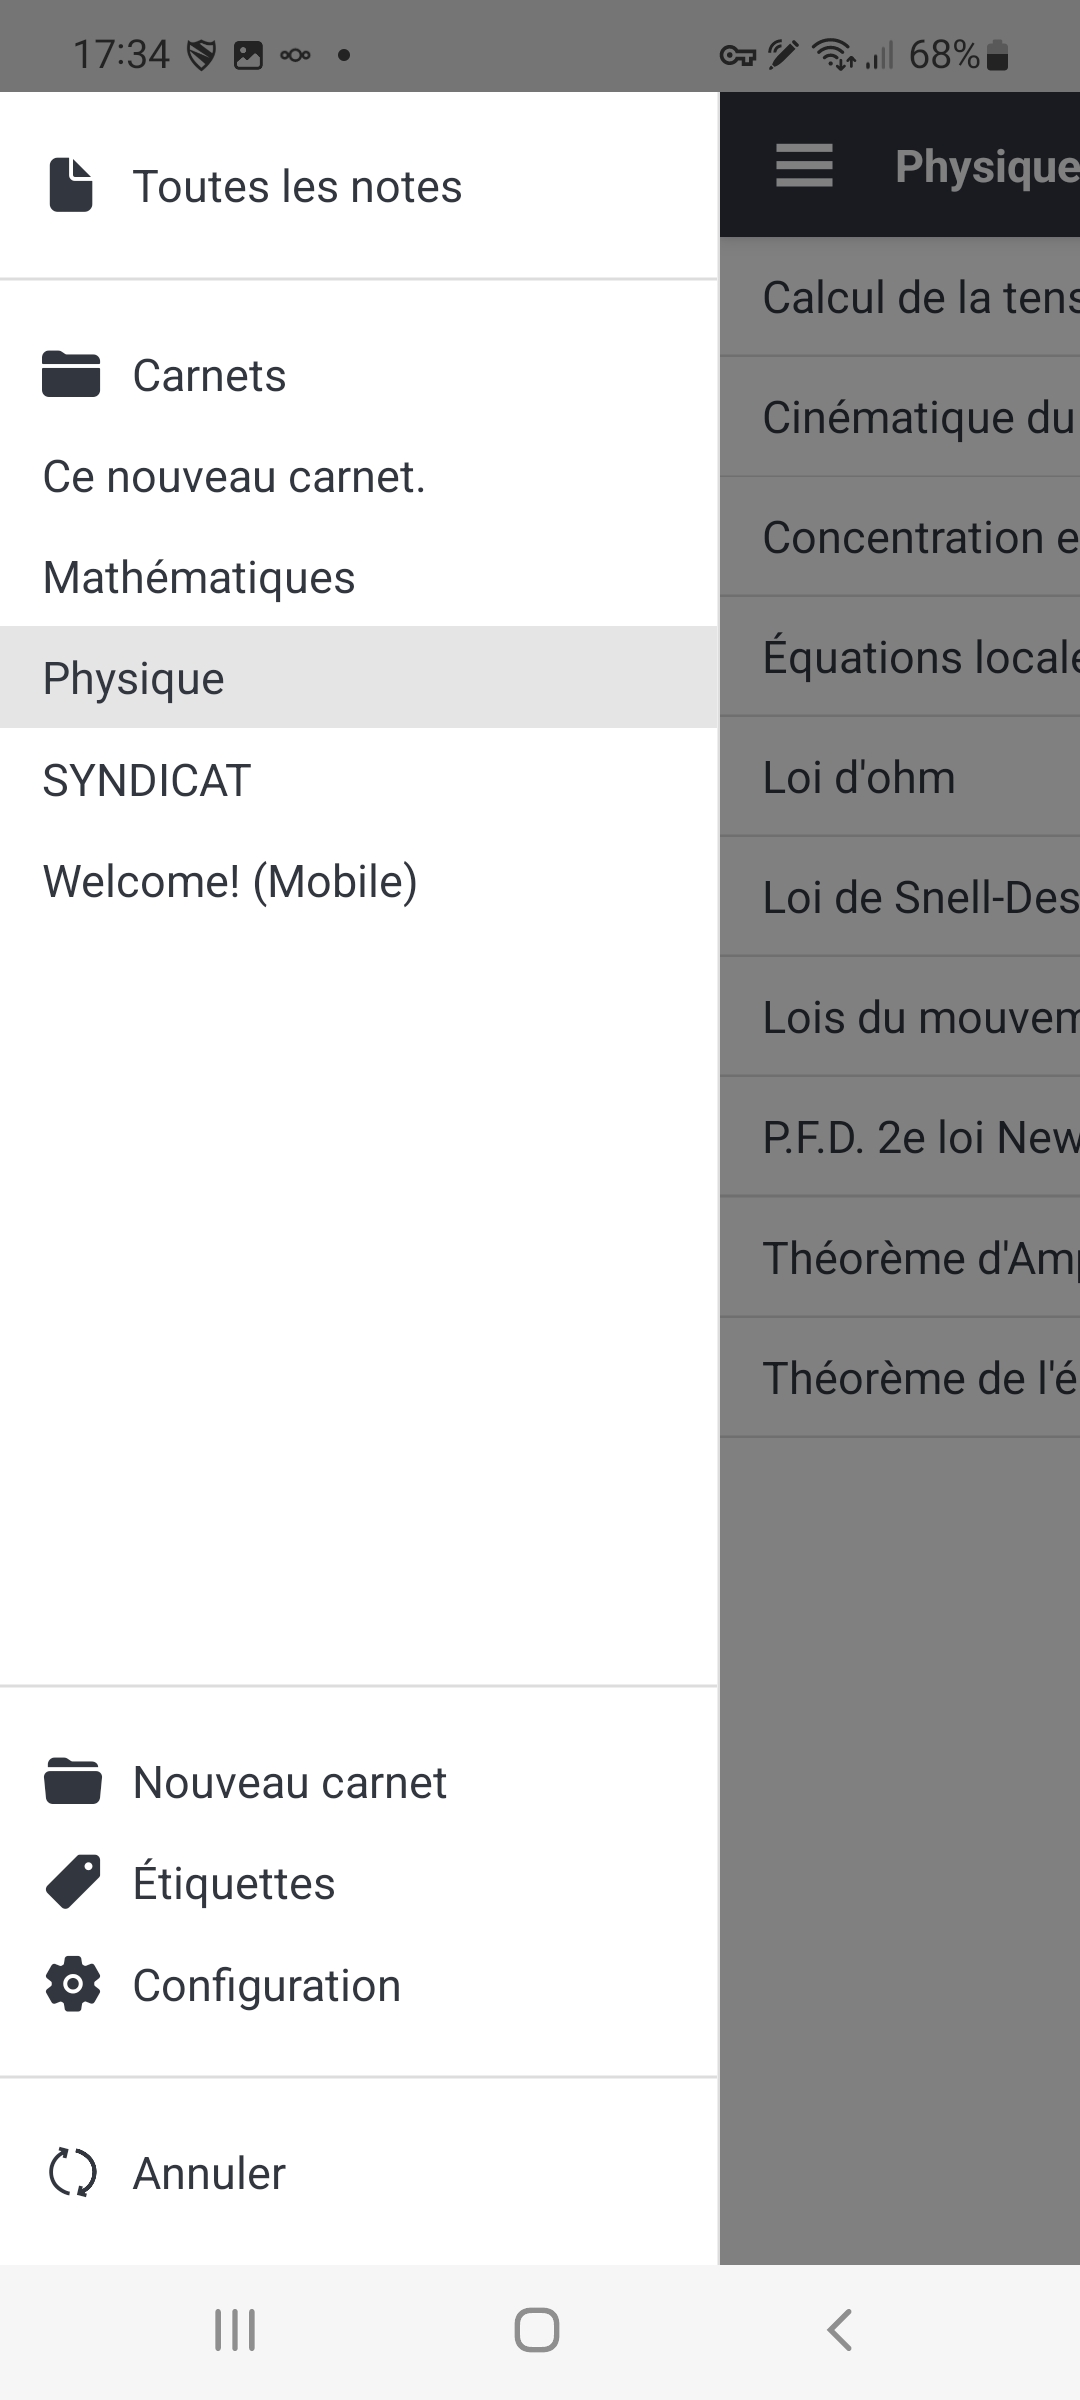 17:34
68%
Toutes les notes
Carnets
Ce nouveau carnet.
Mathématiques
Physique
SYNDICAT
Welcome! (Mobile)
Nouveau carnet
Étiquettes
Configuration
Annuler
Physique
Calcul de la tens
Cinématique du
Concentration e
Équations locale
Loi d'ohm
Loi de Snell-Des
Lois du mouvem
P.F.D. 2e loi New
Théorème d'Amp
Théorème de l'é